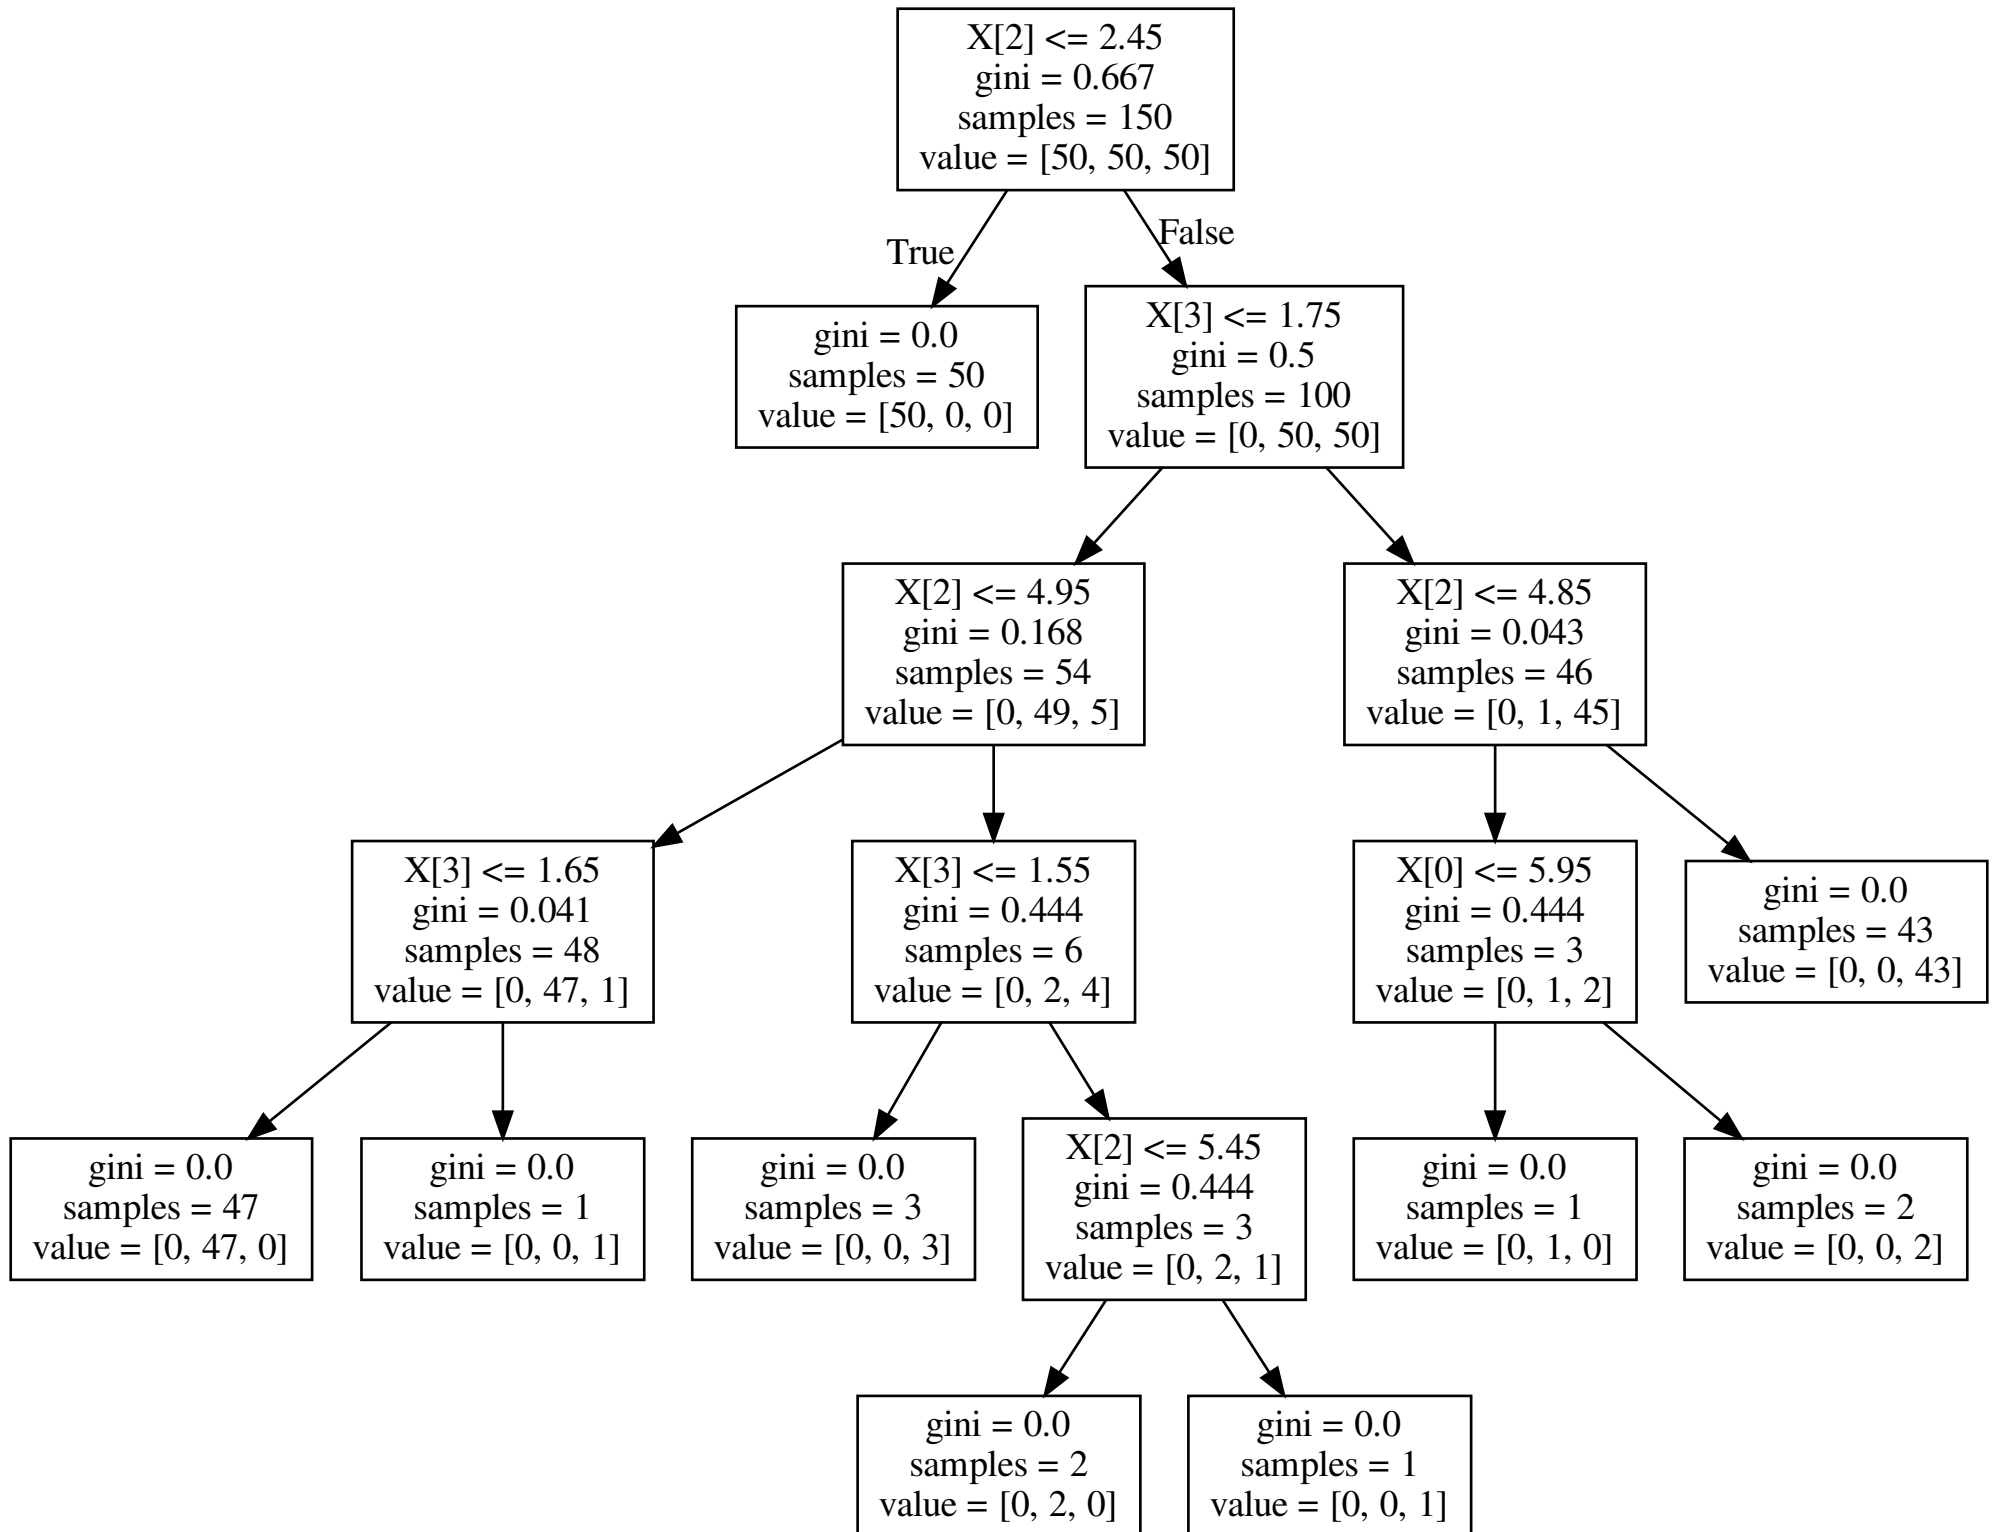 X[2] <= 2.45
gini = 0.667
samples = 150
value = [50, 50, 50]
True
False
gini = 0.0
samples = 50
value = [50, 0, 0]
X[3] <= 1.75
gini = 0.5
samples = 100
value = [0, 50, 50]
X[2] <= 4.95
gini = 0.168
samples = 54
value = [0, 49, 5]
X[2] <= 4.85
gini = 0.043
samples = 46
value = [0, 1, 45]
X[3] <= 1.65
gini = 0.041
samples = 48
value = [0, 47, 1]
X[3] <= 1.55
gini = 0.444
samples = 6
value = [0, 2, 4]
X[0] <= 5.95
gini = 0.444
samples = 3
value = [0, 1, 2]
gini = 0.0
samples = 43
value = [0, 0, 43]
gini = 0.0
samples = 47
value = [0, 47, 0]
gini = 0.0
samples = 1
value = [0, 0, 1]
gini = 0.0
samples = 3
value = [0, 0, 3]
X[2] <= 5.45
gini = 0.444
samples = 3
value = [0, 2, 1]
gini = 0.0
samples = 1
value = [0, 1, 0]
gini = 0.0
samples = 2
value = [0, 0, 2]
gini = 0.0
samples = 2
value = [0, 2, 0]
gini = 0.0
samples = 1
value = [0, 0, 1]